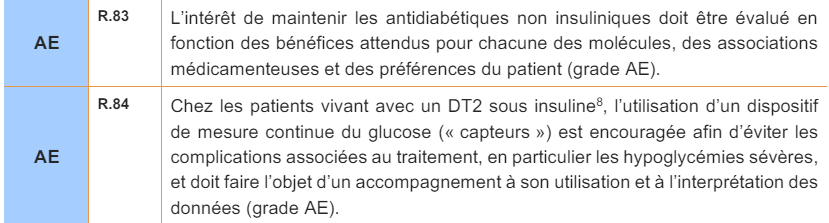 R.83
AE
L'intérêt de maintenir les antidiabétiques non insuliniques doit être évalué en
fonction des bénéfices attendus pour chacune des molécules, des associations
médicamenteuses et des préférences du patient (grade AE).
R.84
AE
Chez les patients vivant avec un DT2 sous insuline⁸, l'utilisation d'un dispositif
de mesure continue du glucose (« capteurs ») est encouragée afin d'éviter les
complications associées au traitement, en particulier les hypoglycémies sévères,
et doit faire l'objet d'un accompagnement à son utilisation et à l'interprétation des
données (grade AE).